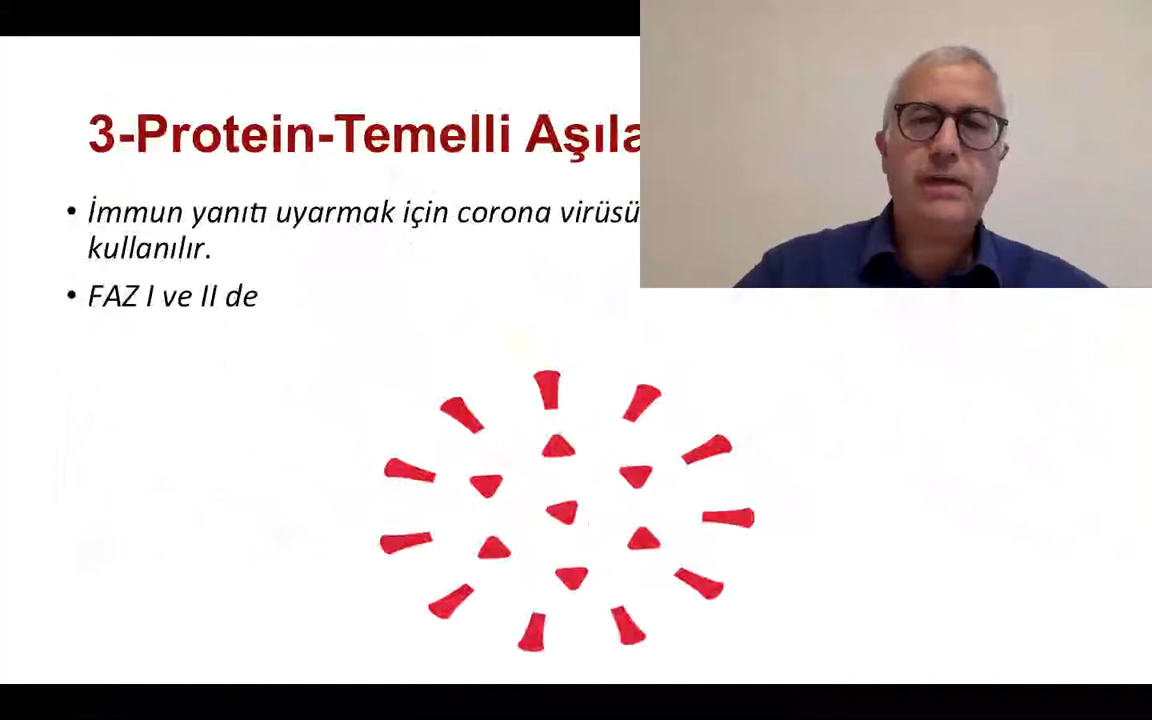 3-Protein-Temelli Aşıla
• İmmun yanıtı uyarmak için corona virüsü
kullanılır.
• FAZ I ve II de